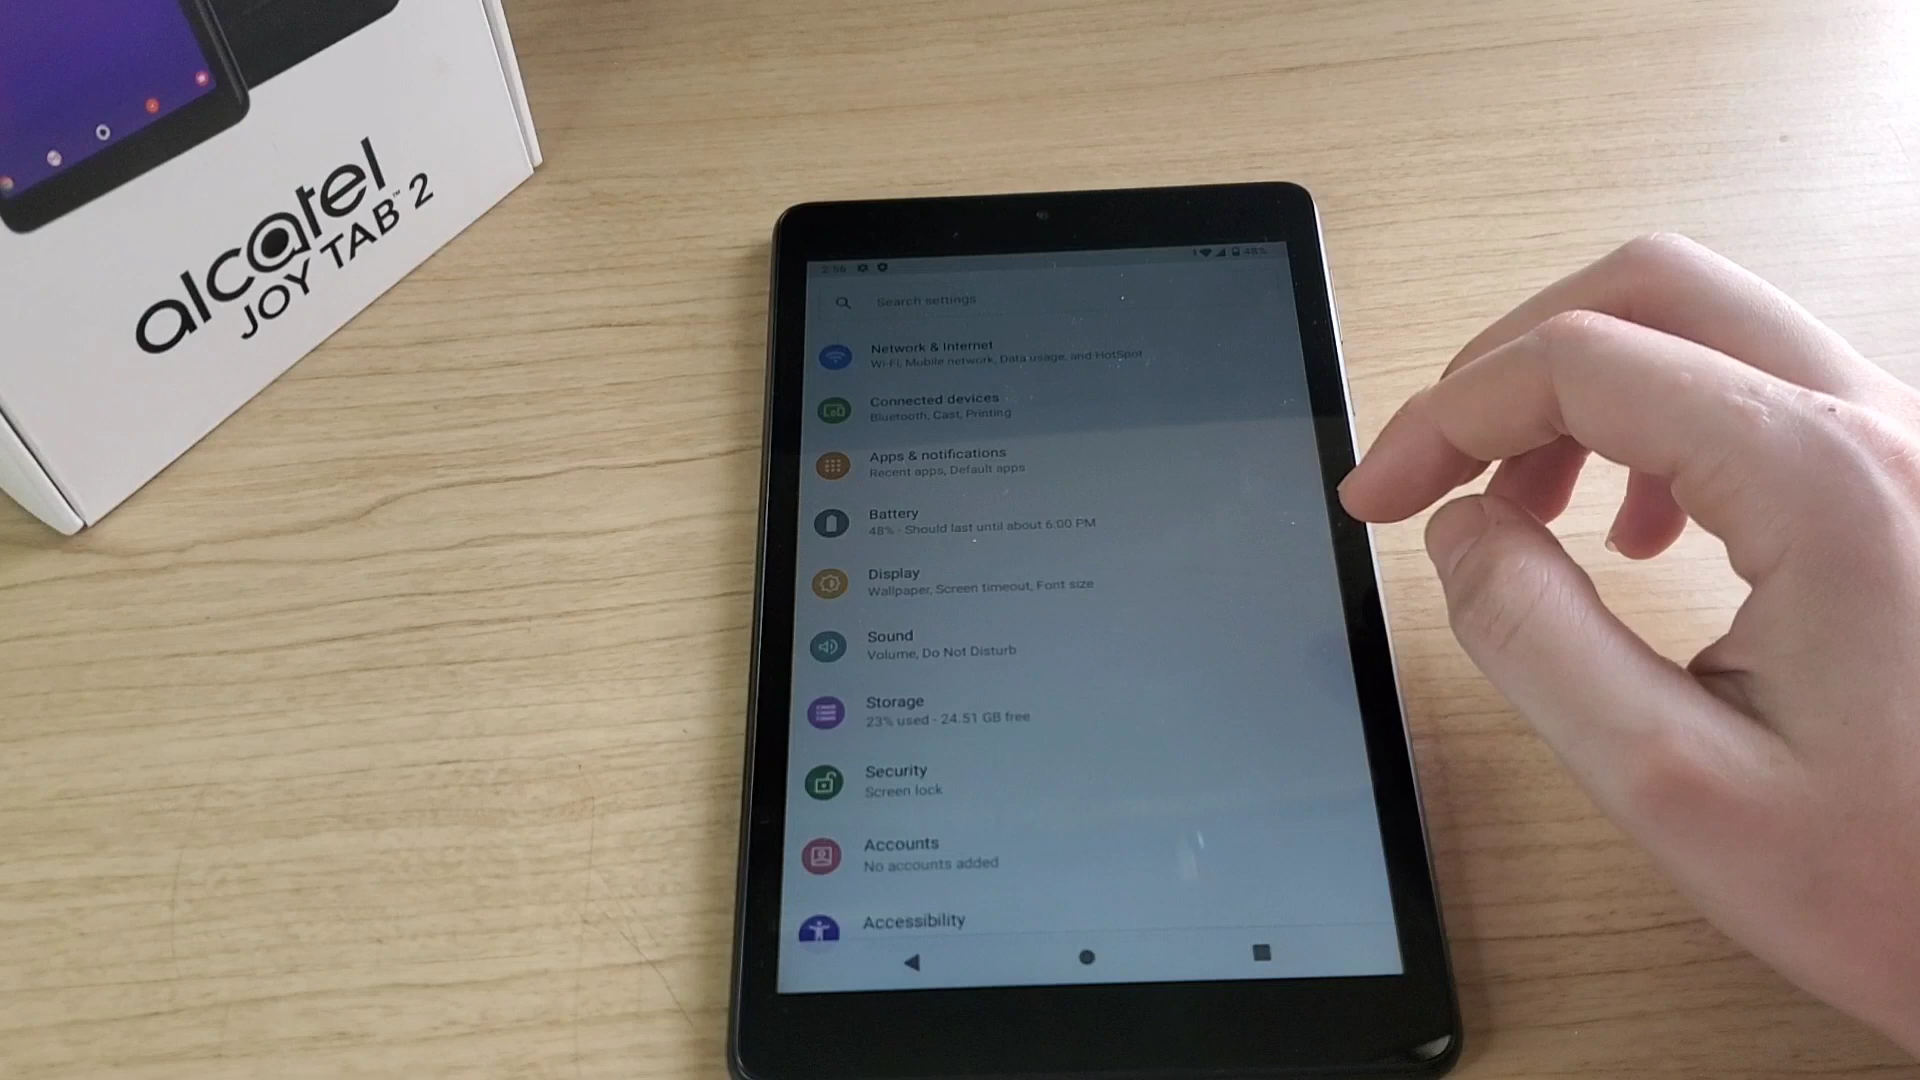 alcatel
JOY TAB™ 2
2:56
48%
Search settings
Network & Internet
Wi-Fi, Mobile network, Data usage, and HotSpot
Connected devices
Bluetooth, Cast, Printing
Apps & notifications
Recent apps, Default apps
Battery
48% - Should last until about 6:00 PM
Display
Wallpaper, Screen timeout, Font size
Sound
Volume, Do Not Disturb
Storage
23% used - 24.51 GB free
Security
Screen lock
Accounts
No accounts added
Accessibility